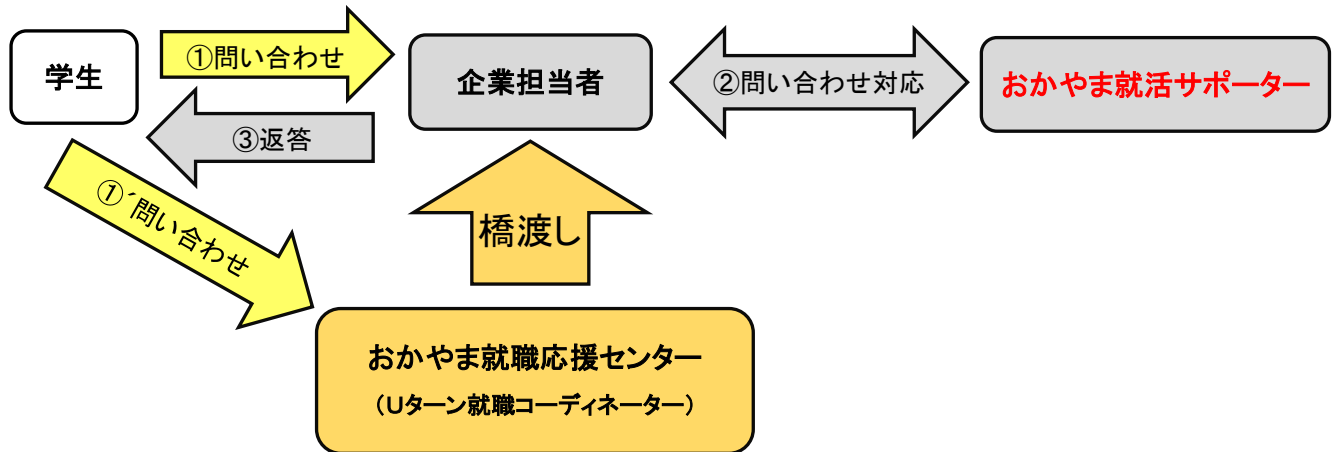 学生
①問い合わせ
企業担当者
②問い合わせ対応
おかやま就活サポーター
③返答
①´問い合わせ
橋渡し
おかやま就職応援センター
（Uターン就職コーディネーター）